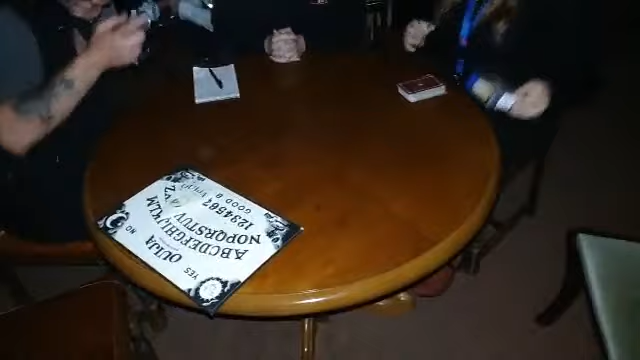 OUIJA
YES
NO
ABCDEFGHIJKLM
NOPQRSTUV
1234567
GOOD B